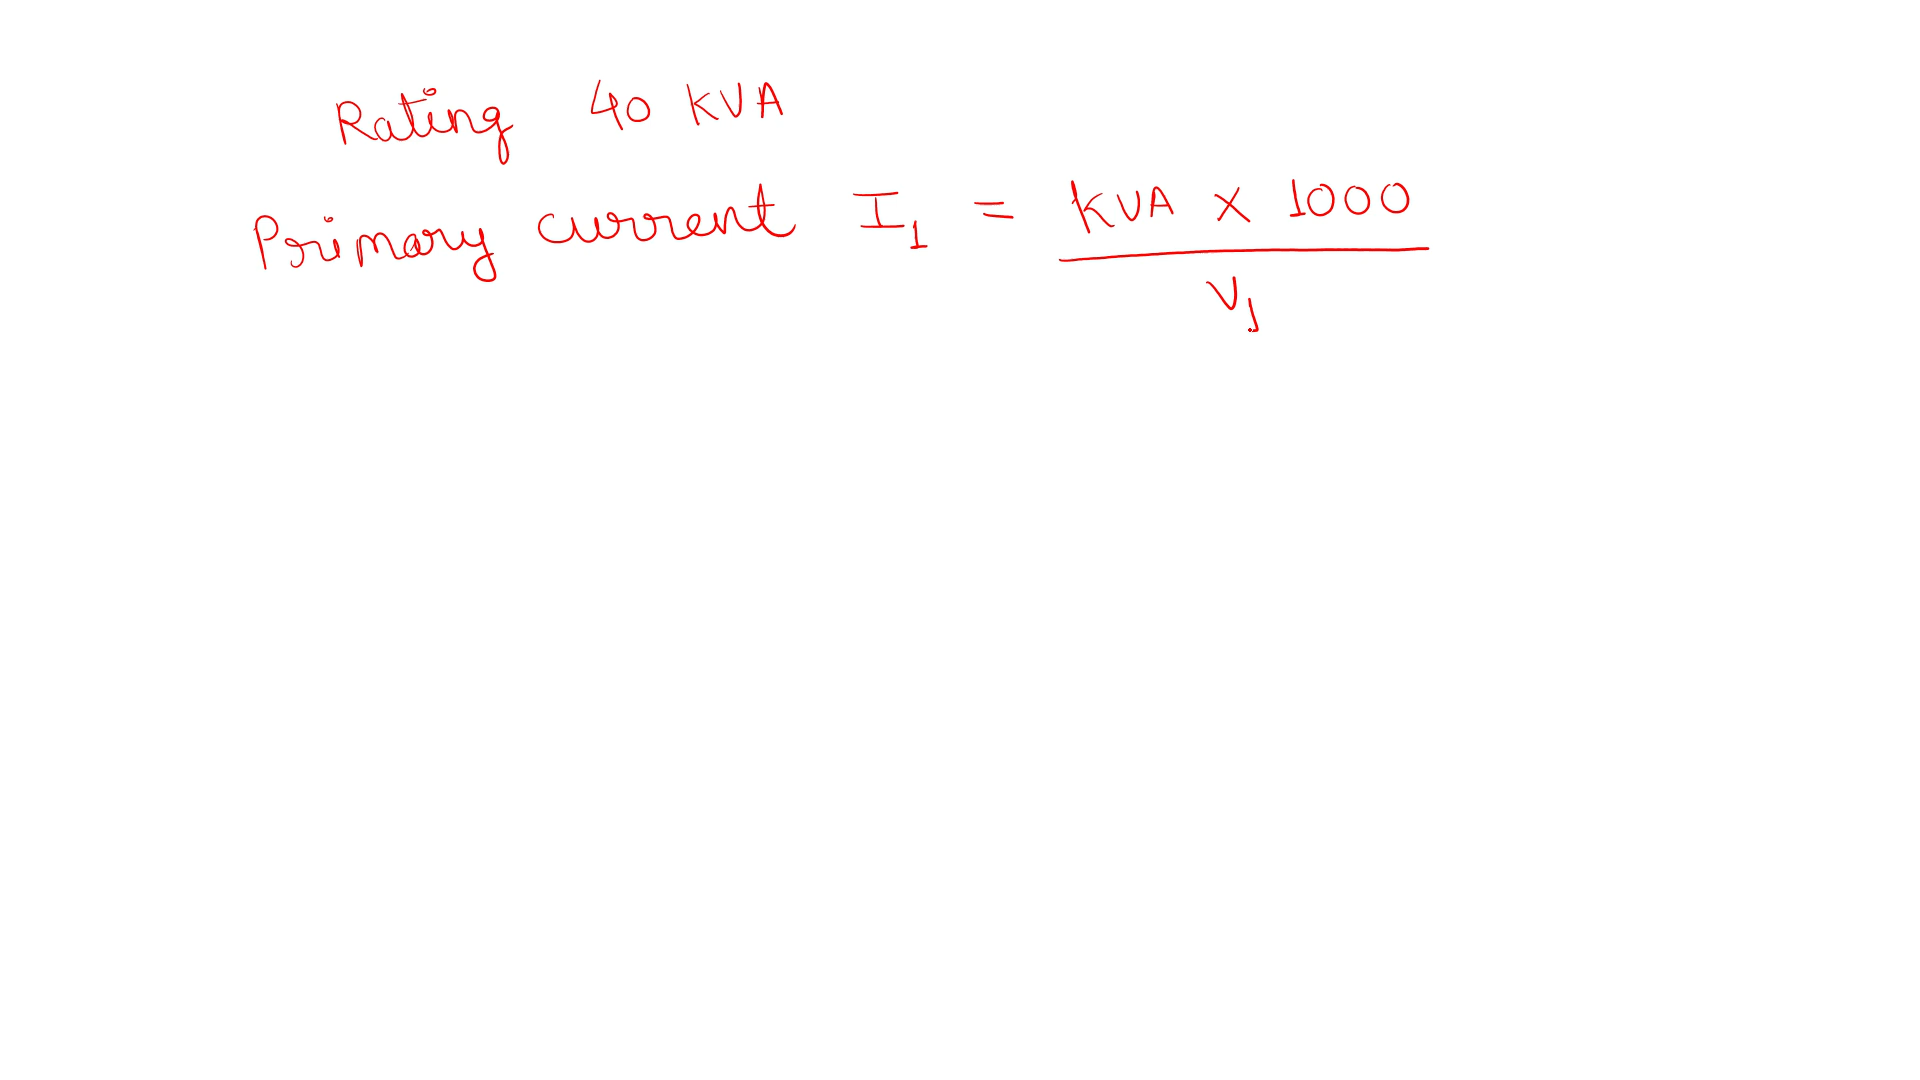 Rating 40 KVA
Primary current I₁ = KVA × 1000
V₁